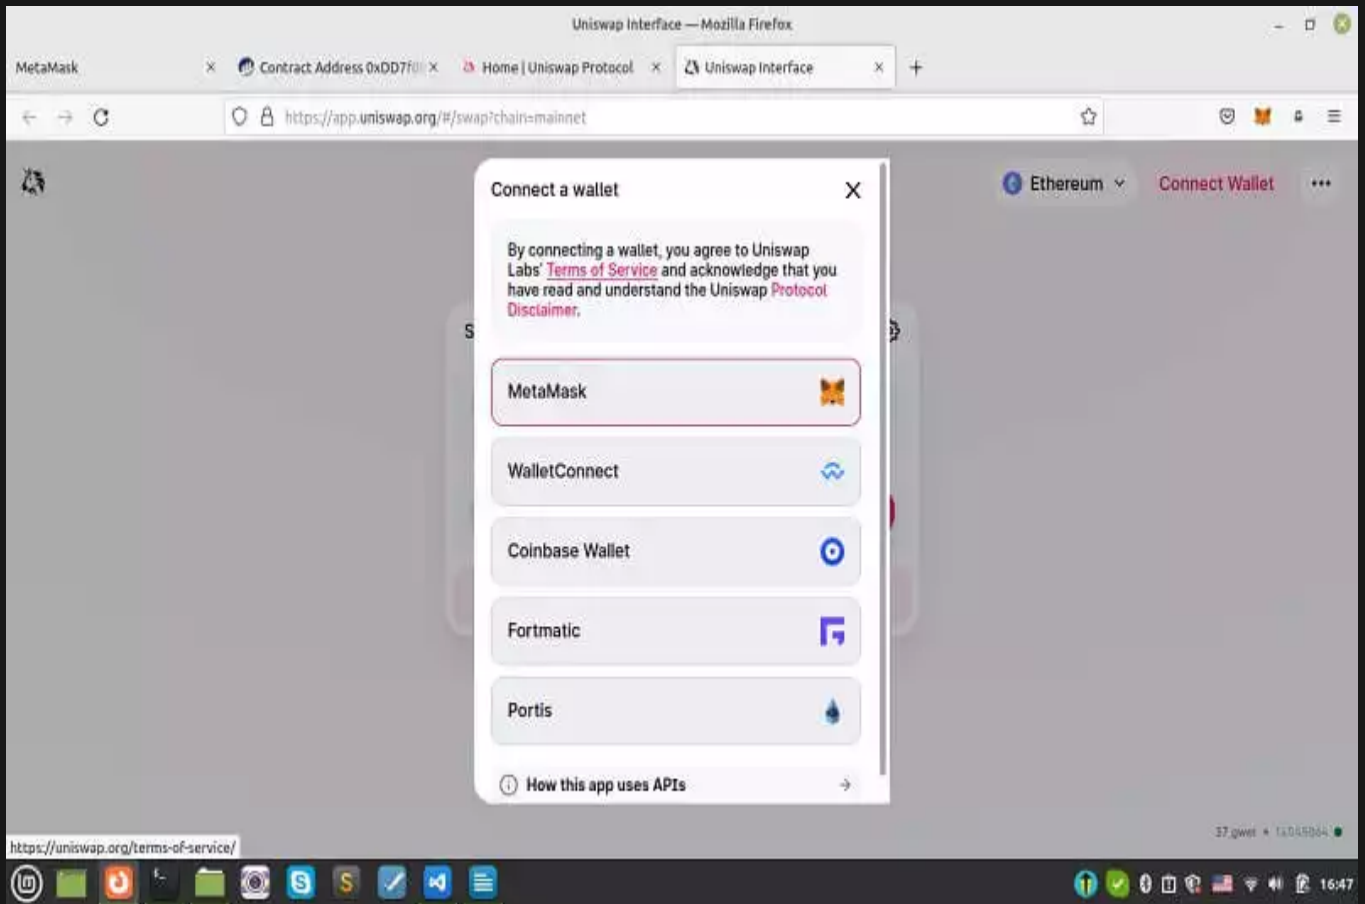 Uniswap Interface — Mozilla Firefox
MetaMask
Contract Address 0xDD7f0
Home | Uniswap Protocol
Uniswap Interface
https://app.uniswap.org/#/swap?chain=mainnet
Connect a wallet
Ethereum
Connect Wallet
By connecting a wallet, you agree to Uniswap
Labs' Terms of Service and acknowledge that you
have read and understand the Uniswap Protocol
Disclaimer.
S
MetaMask
WalletConnect
Coinbase Wallet
Fortmatic
Portis
How this app uses APIs
37 gwei
https://uniswap.org/terms-of-service/
16:47